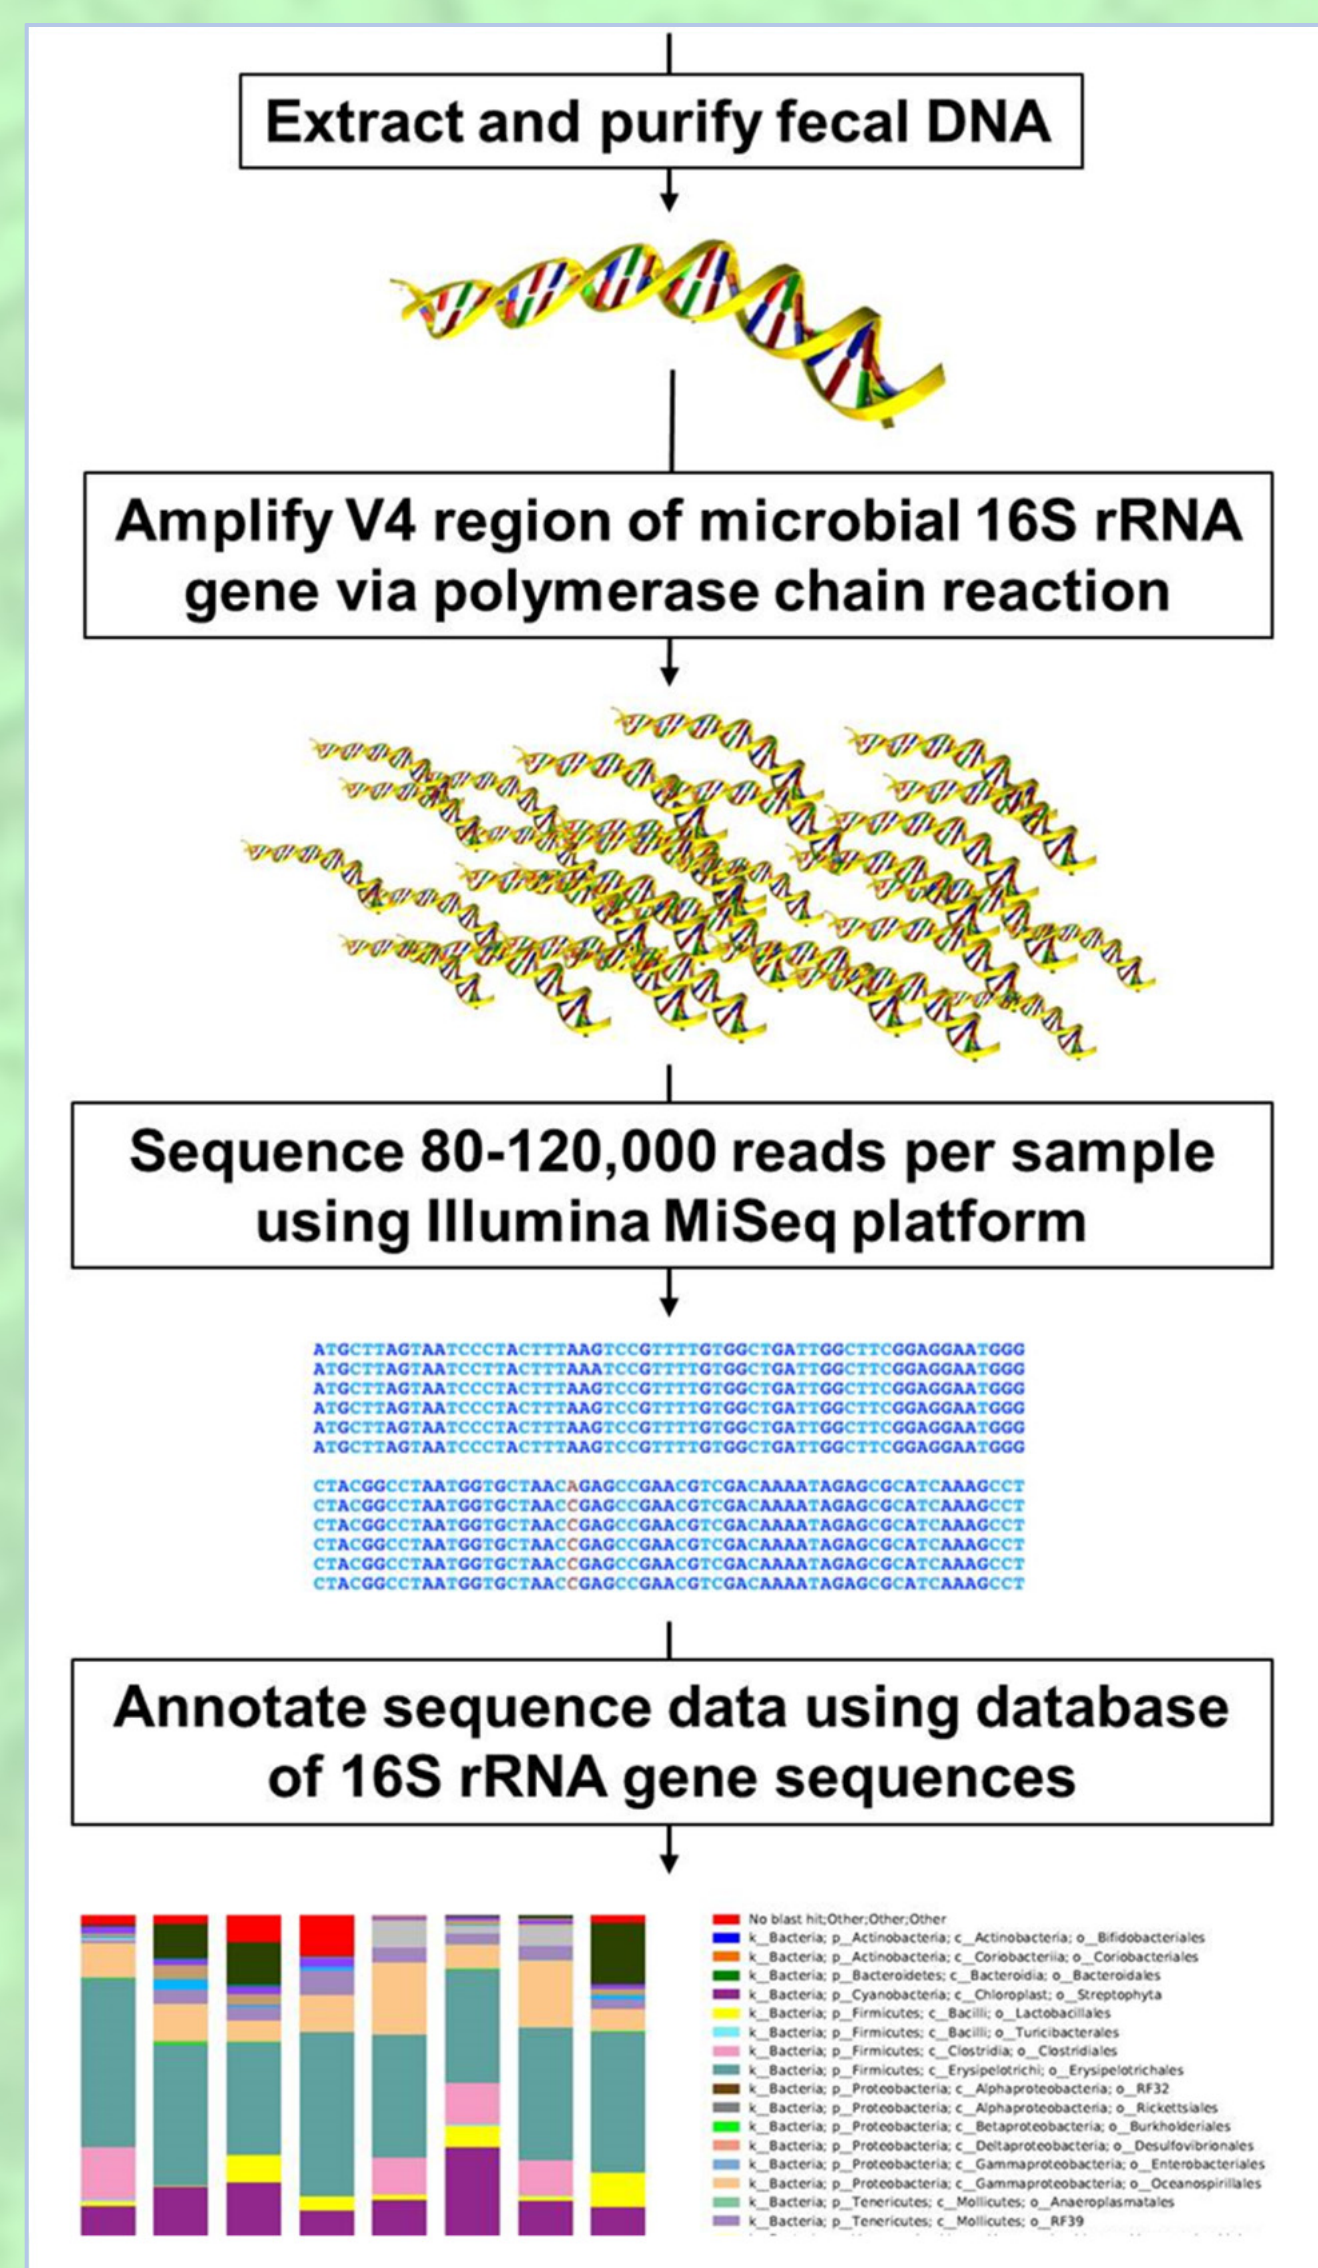 Extract and purify fecal DNA
Amplify V4 region of microbial 16S rRNA
gene via polymerase chain reaction
Sequence 80-120,000 reads per sample
using Illumina MiSeq platform
ATGCTTAGTAATCCCTACTTTAAGTCCGTTTTGTGGCTGATTGGCTTCGGAGGAATGGG
ATGCTTAGTAATCCTTACTTTAAATCCGTTTTGTGGCTGATTGGCTTCGGAGGAATGGG
ATGCTTAGTAATCCCTACTTTAAGTCCGTTTTGTGGCTGATTGGCTTCGGAGGAATGGG
ATGCTTAGTAATCCCTACTTTAAGTCCGTTTTGTGGCTGATTGGCTTCGGAGGAATGGG
ATGCTTAGTAATCCCTACTTTAAGTCCGTTTTGTGGCTGATTGGCTTCGGAGGAATGGG
ATGCTTAGTAATCCCTACTTTAAGTCCGTTTTGTGGCTGATTGGCTTCGGAGGAATGGG
CTACGGCCTAATGGTGCTAACAGAGCCGAACGTCGACAAAATAGAGCGCATCAAAGCCT
CTACGGCCTAATGGTGCTAACCGAGCCGAACGTCGACAAAATAGAGCGCATCAAAGCCT
CTACGGCCTAATGGTGCTAACCGAGCCGAACGTCGACAAAATAGAGCGCATCAAAGCCT
CTACGGCCTAATGGTGCTAACCGAGCCGAACGTCGACAAAATAGAGCGCATCAAAGCCT
CTACGGCCTAATGGTGCTAACCGAGCCGAACGTCGACAAAATAGAGCGCATCAAAGCCT
CTACGGCCTAATGGTGCTAACCGAGCCGAACGTCGACAAAATAGAGCGCATCAAAGCCT
Annotate sequence data using database
of 16S rRNA gene sequences
No blast hit;Other;Other;Other
k__Bacteria; p__Actinobacteria; c__Actinobacteria; o__Bifidobacteriales
k__Bacteria; p__Actinobacteria; c__Coriobacteriia; o__Coriobacteriales
k__Bacteria; p__Bacteroidetes; c__Bacteroidia; o__Bacteroidales
k__Bacteria; p__Cyanobacteria; c__Chloroplast; o__Streptophyta
k__Bacteria; p__Firmicutes; c__Bacilli; o__Lactobacillales
k__Bacteria; p__Firmicutes; c__Bacilli; o__Turicibacterales
k__Bacteria; p__Firmicutes; c__Clostridia; o__Clostridiales
k__Bacteria; p__Firmicutes; c__Erysipelotrichi; o__Erysipelotrichales
k__Bacteria; p__Proteobacteria; c__Alphaproteobacteria; o__RF32
k__Bacteria; p__Proteobacteria; c__Alphaproteobacteria; o__Rickettsiales
k__Bacteria; p__Proteobacteria; c__Betaproteobacteria; o__Burkholderiales
k__Bacteria; p__Proteobacteria; c__Deltaproteobacteria; o__Desulfovibrionales
k__Bacteria; p__Proteobacteria; c__Gammaproteobacteria; o__Enterobacteriales
k__Bacteria; p__Proteobacteria; c__Gammaproteobacteria; o__Oceanospirillales
k__Bacteria; p__Tenericutes; c__Mollicutes; o__Anaeroplasmatales
k__Bacteria; p__Tenericutes; c__Mollicutes; o__RF39